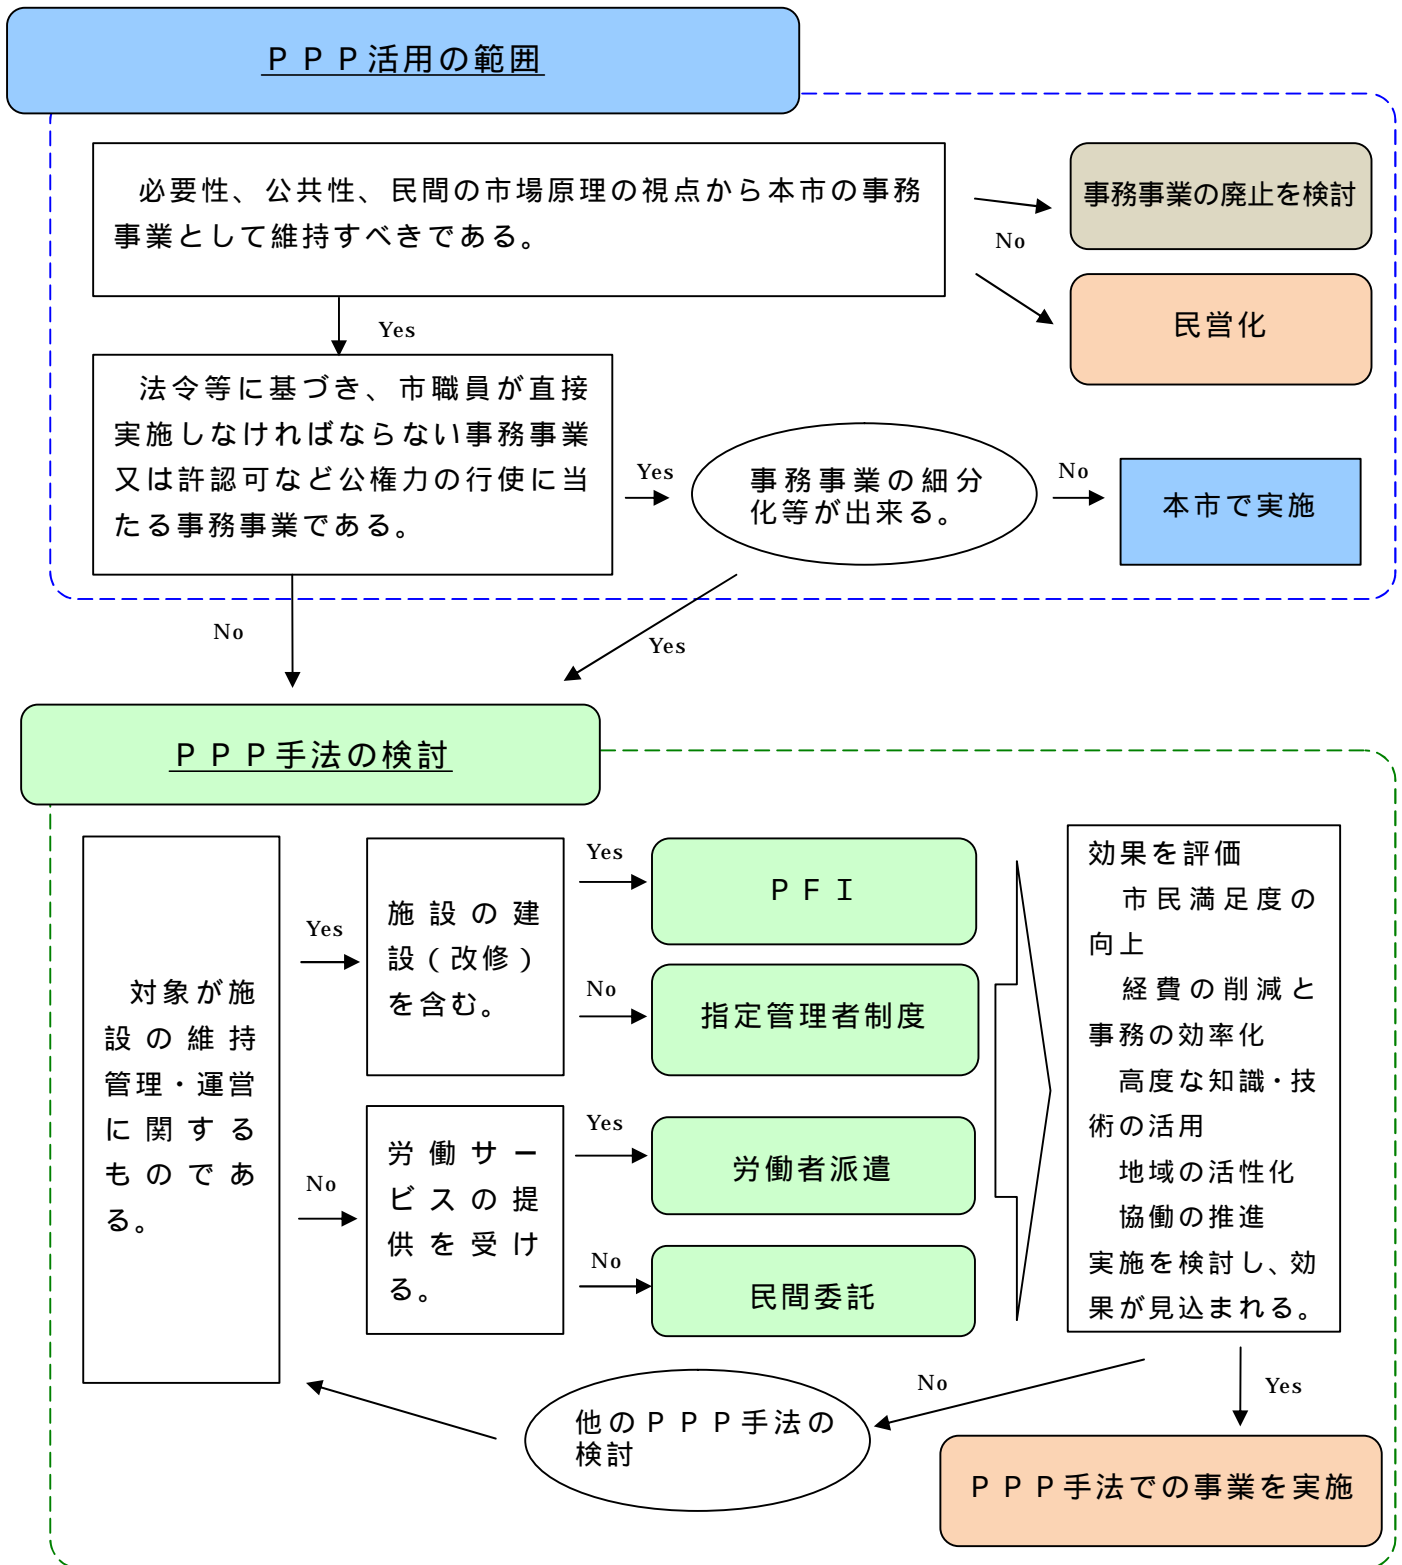 ＰＰＰ活用の範囲
必要性、公共性、民間の市場原理の視点から本市の事務
事業として維持すべきである。
No
事務事業の廃止を検討
民営化
Yes
法令等に基づき、市職員が直接
実施しなければならない事務事業
又は許認可など公権力の行使に当
たる事務事業である。
Yes
事務事業の細分
化等が出来る。
No
本市で実施
No
Yes
ＰＰＰ手法の検討
対象が施
設の維持
管理・運営
に関する
ものであ
る。
Yes
施設の建
設（改修）
を含む。
Yes
ＰＦＩ
No
指定管理者制度
No
労働サー
ビスの提
供を受け
る。
Yes
労働者派遣
No
民間委託
効果を評価
市民満足度の
向上
経費の削減と
事務の効率化
高度な知識・技
術の活用
地域の活性化
協働の推進
実施を検討し、効
果が見込まれる。
No
他のＰＰＰ手法の
検討
Yes
ＰＰＰ手法での事業を実施